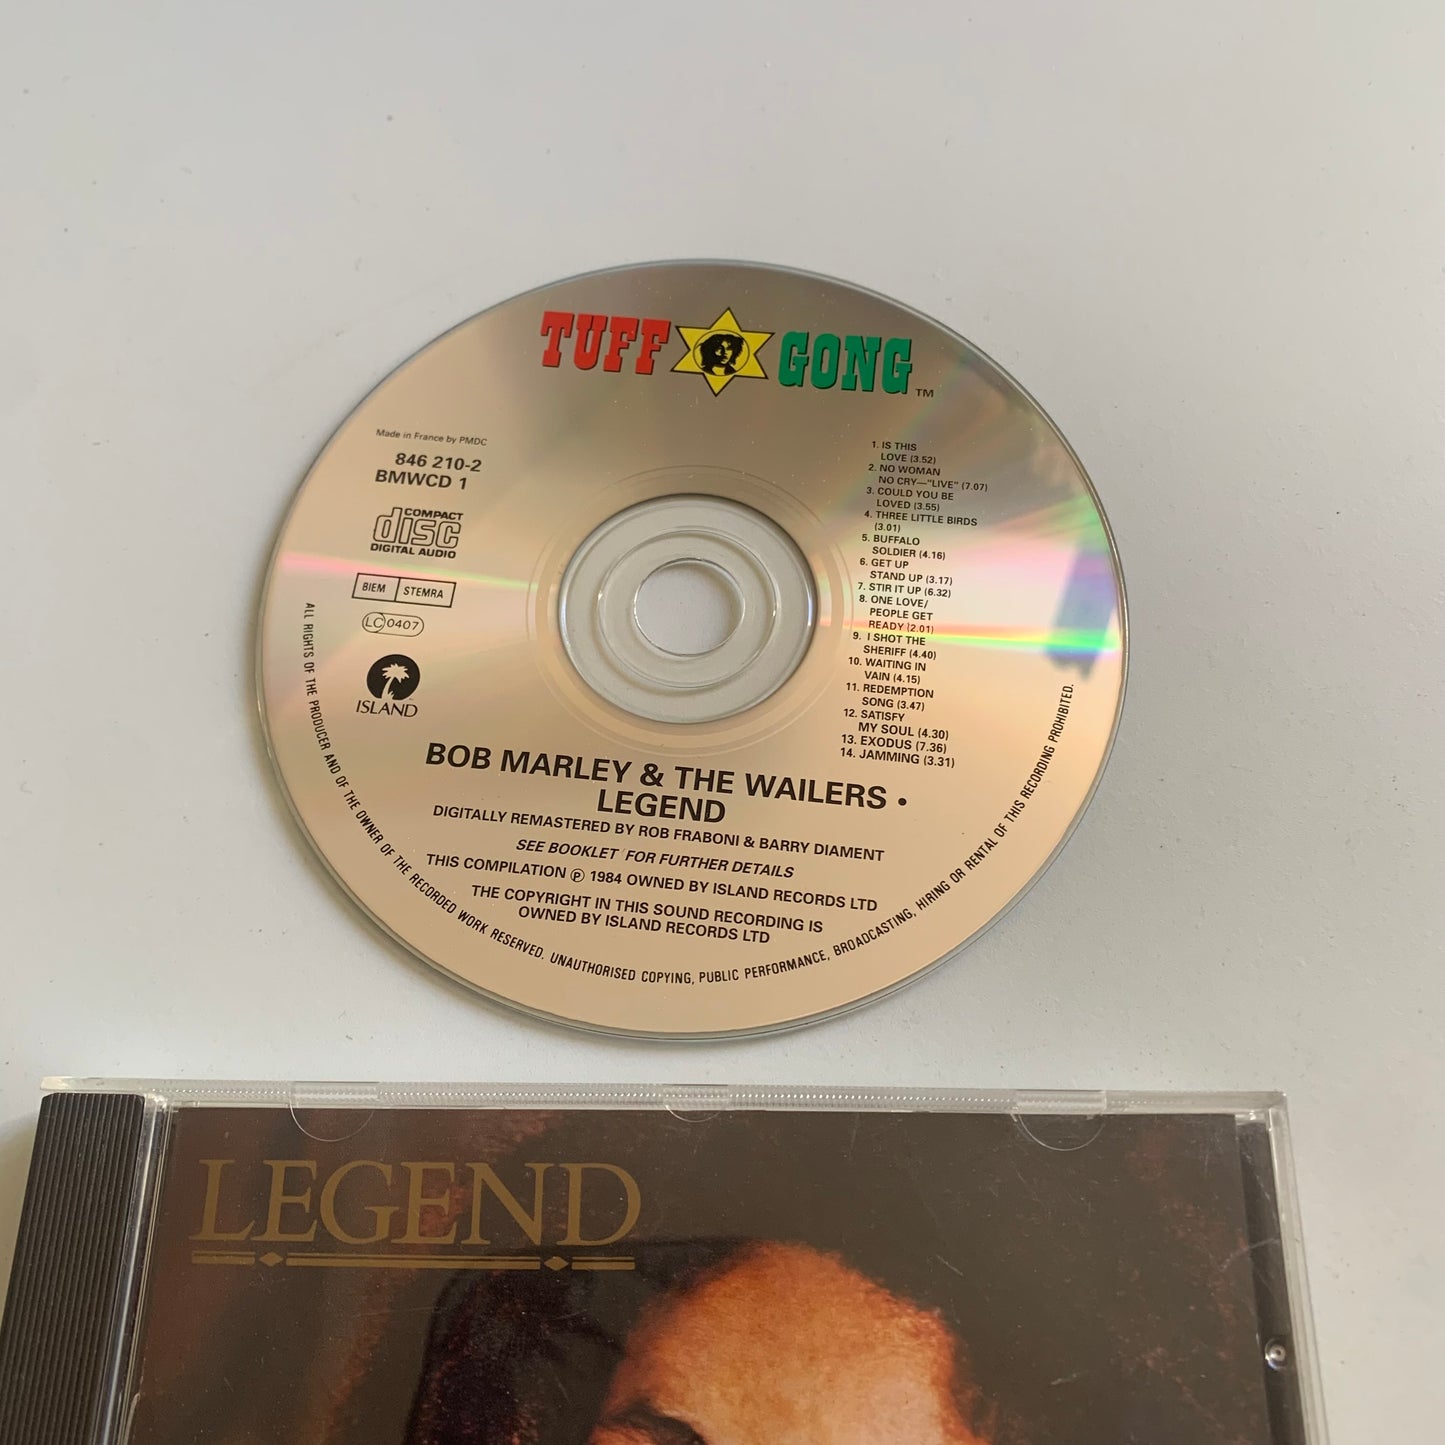 TUFF GONG TM
Made in France by PMDC
846 210-2
BMWCD 1
COMPACT
disc
DIGITAL AUDIO
BIEM STEMRA
LC 0407
ISLAND
1. IS THIS
LOVE (3.52)
2. NO WOMAN
NO CRY—"LIVE" (7.07)
3. COULD YOU BE
LOVED (3.55)
4. THREE LITTLE BIRDS
(3.01)
5. BUFFALO
SOLDIER (4.16)
6. GET UP
STAND UP (3.17)
7. STIR IT UP (6.32)
8. ONE LOVE/
PEOPLE GET
READY (2.01)
9. I SHOT THE
SHERIFF (4.40)
10. WAITING IN
VAIN (4.15)
11. REDEMPTION
SONG (3.47)
12. SATISFY
MY SOUL (4.30)
13. EXODUS (7.36)
14. JAMMING (3.31)
BOB MARLEY & THE WAILERS •
LEGEND
DIGITALLY REMASTERED BY ROB FRABONI & BARRY DIAMENT
SEE BOOKLET FOR FURTHER DETAILS
THIS COMPILATION ℗ 1984 OWNED BY ISLAND RECORDS LTD
THE COPYRIGHT IN THIS SOUND RECORDING IS
OWNED BY ISLAND RECORDS LTD
ALL RIGHTS OF THE PRODUCER AND OF THE OWNER OF THE RECORDED WORK RESERVED. UNAUTHORISED COPYING, PUBLIC PERFORMANCE, BROADCASTING, HIRING OR RENTAL OF THIS RECORDING PROHIBITED.
LEGEND